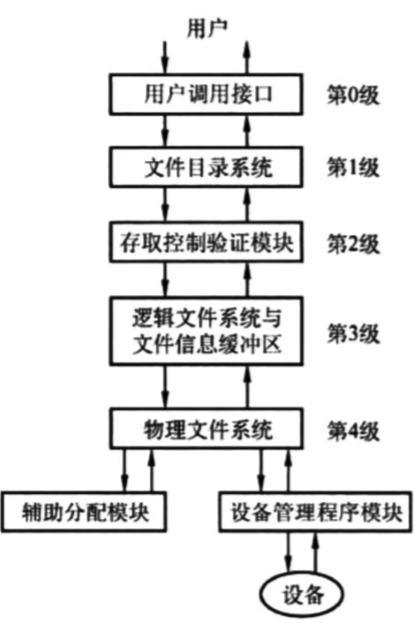 用户
用户调用接口 第0级
文件目录系统 第1级
存取控制验证模块 第2级
逻辑文件系统与
文件信息缓冲区 第3级
物理文件系统 第4级
辅助分配模块 设备管理程序模块
设备